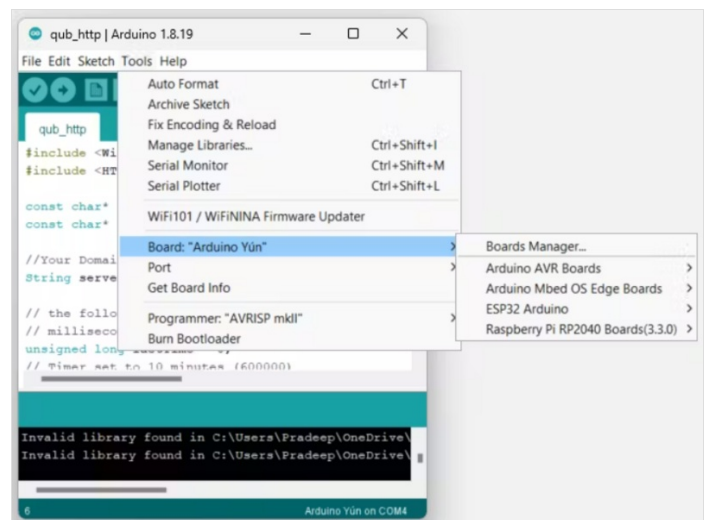 qub_http | Arduino 1.8.19
File Edit Sketch Tools Help
qub_http
#include <Wi
#include <HT
const char*
const char*
//Your Domai
String serve
// the follo
// milliseco
unsigned long
// Timer set to 10 minutes (600000)
Auto Format Ctrl+T
Archive Sketch
Fix Encoding & Reload
Manage Libraries... Ctrl+Shift+I
Serial Monitor Ctrl+Shift+M
Serial Plotter Ctrl+Shift+L
WiFi101 / WiFiNINA Firmware Updater
Board: "Arduino Yún"
Port
Get Board Info
Programmer: "AVRISP mkII"
Burn Bootloader
Boards Manager...
Arduino AVR Boards
Arduino Mbed OS Edge Boards
ESP32 Arduino
Raspberry Pi RP2040 Boards(3.3.0)
Invalid library found in C:\Users\Pradeep\OneDrive\
Invalid library found in C:\Users\Pradeep\OneDrive\
6 Arduino Yún on COM4